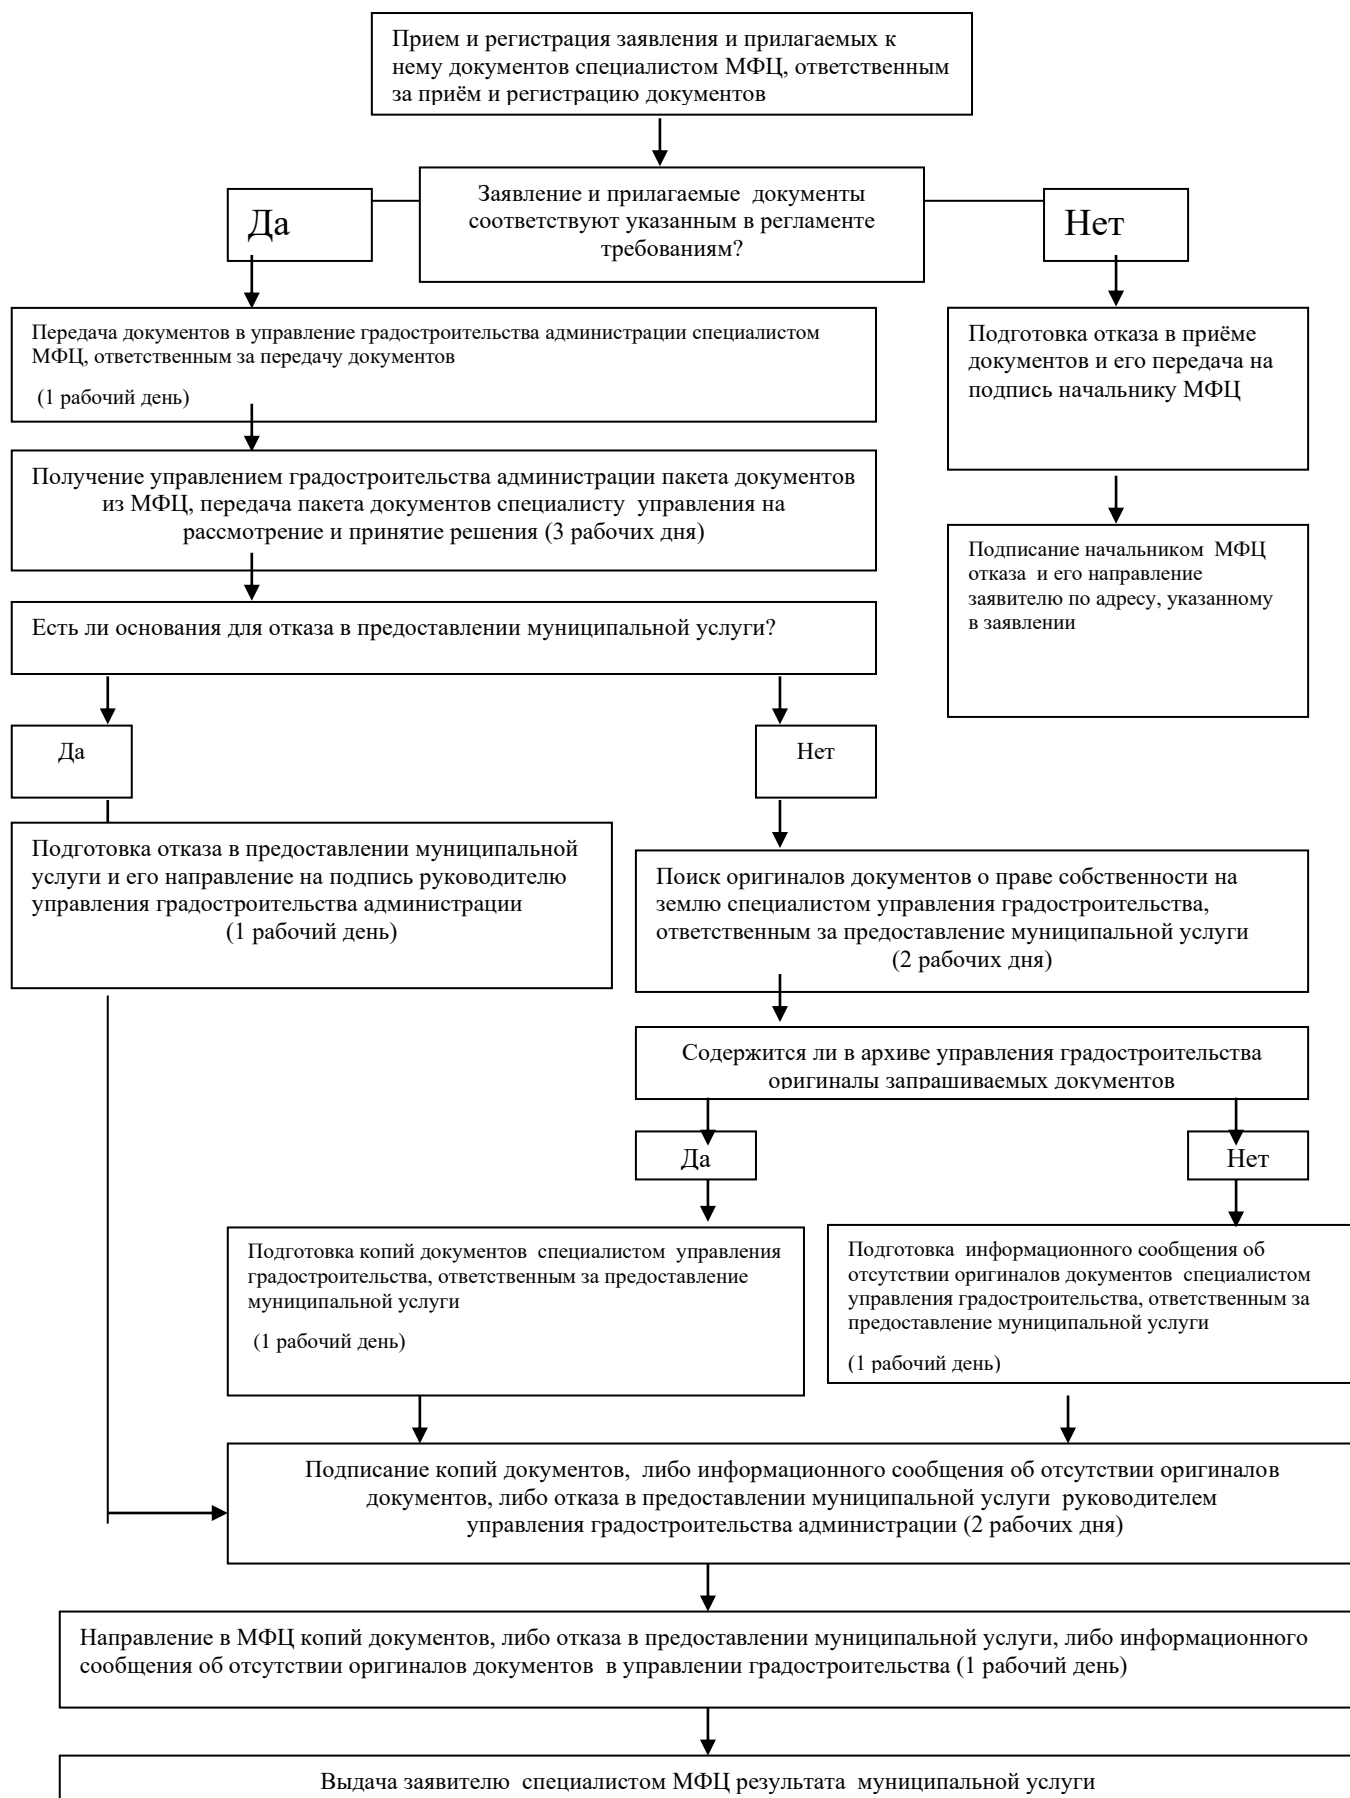 Прием и регистрация заявления и прилагаемых к
нему документов специалистом МФЦ, ответственным
за приём и регистрацию документов
Заявление и прилагаемые документы
соответствуют указанным в регламенте
требованиям?
Да
Нет
Передача документов в управление градостроительства администрации специалистом
МФЦ, ответственным за передачу документов
(1 рабочий день)
Подготовка отказа в приёме
документов и его передача на
подпись начальнику МФЦ
Получение управлением градостроительства администрации пакета документов
из МФЦ, передача пакета документов специалисту управления на
рассмотрение и принятие решения (3 рабочих дня)
Подписание начальником МФЦ
отказа и его направление
заявителю по адресу, указанному
в заявлении
Есть ли основания для отказа в предоставлении муниципальной услуги?
Да
Нет
Подготовка отказа в предоставлении муниципальной
услуги и его направление на подпись руководителю
управления градостроительства администрации
(1 рабочий день)
Поиск оригиналов документов о праве собственности на
землю специалистом управления градостроительства,
ответственным за предоставление муниципальной услуги
(2 рабочих дня)
Содержится ли в архиве управления градостроительства
оригиналы запрашиваемых документов
Да
Нет
Подготовка копий документов специалистом управления
градостроительства, ответственным за предоставление
муниципальной услуги
(1 рабочий день)
Подготовка информационного сообщения об
отсутствии оригиналов документов специалистом
управления градостроительства, ответственным за
предоставление муниципальной услуги
(1 рабочий день)
Подписание копий документов, либо информационного сообщения об отсутствии оригиналов
документов, либо отказа в предоставлении муниципальной услуги руководителем
управления градостроительства администрации (2 рабочих дня)
Направление в МФЦ копий документов, либо отказа в предоставлении муниципальной услуги, либо информационного
сообщения об отсутствии оригиналов документов в управлении градостроительства (1 рабочий день)
Выдача заявителю специалистом МФЦ результата муниципальной услуги